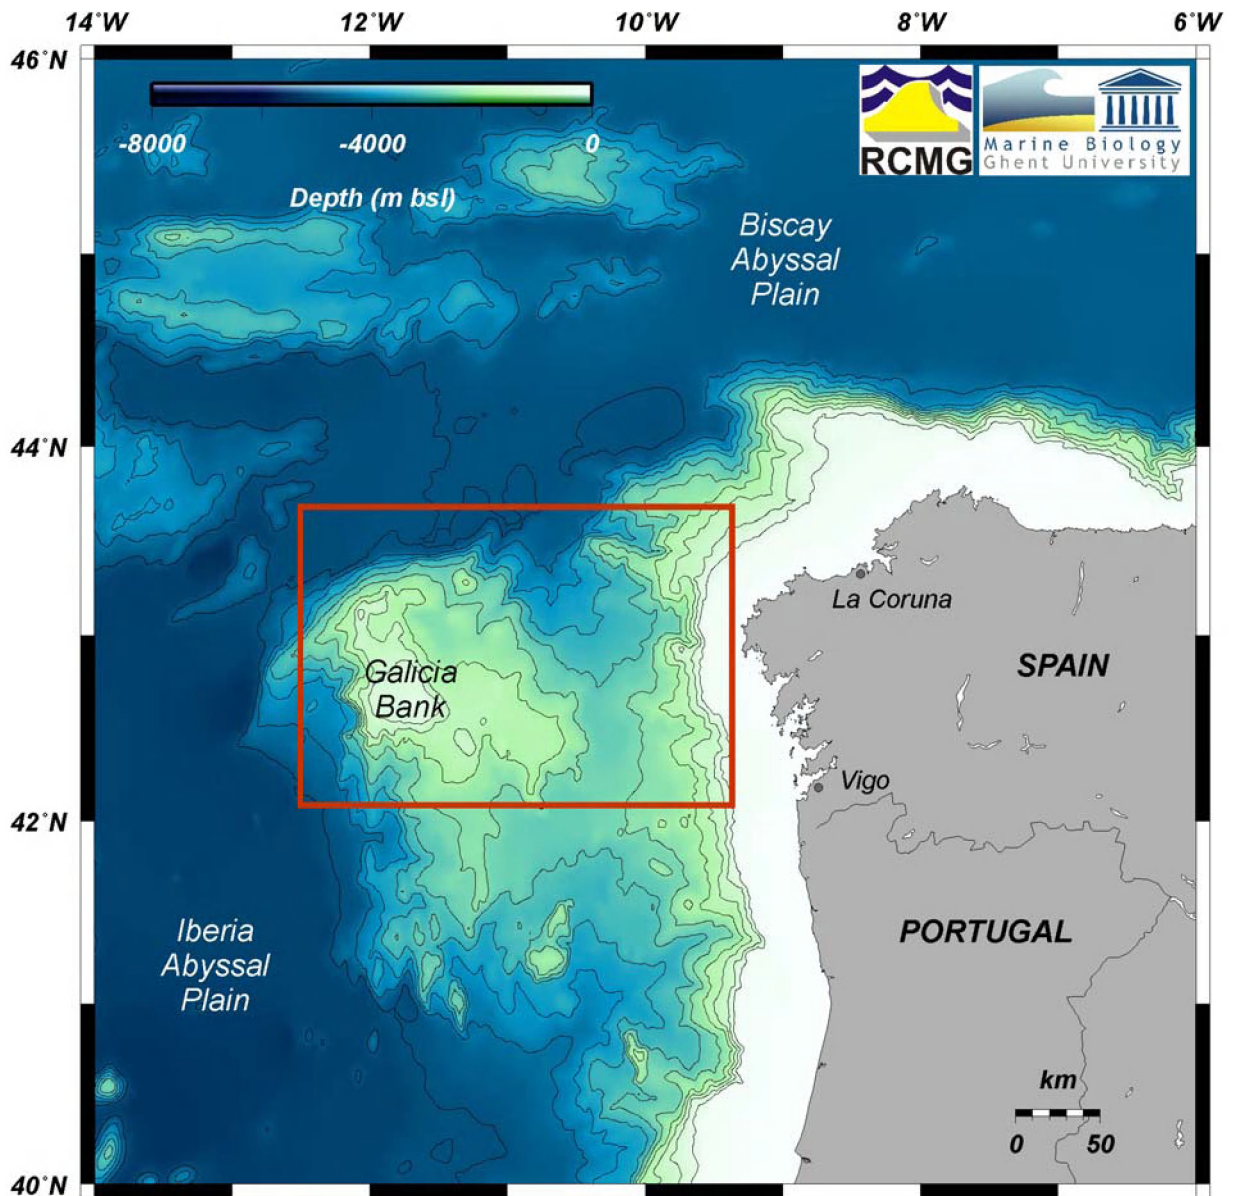 14°W 12°W 10°W 8°W 6°W
46°N
-8000 -4000 0
Depth (m bsl)
RCMG
Marine Biology
Ghent University
Biscay
Abyssal
Plain
44°N
La Coruna
SPAIN
Galicia
Bank
Vigo
42°N
PORTUGAL
Iberia
Abyssal
Plain
km
0 50
40°N